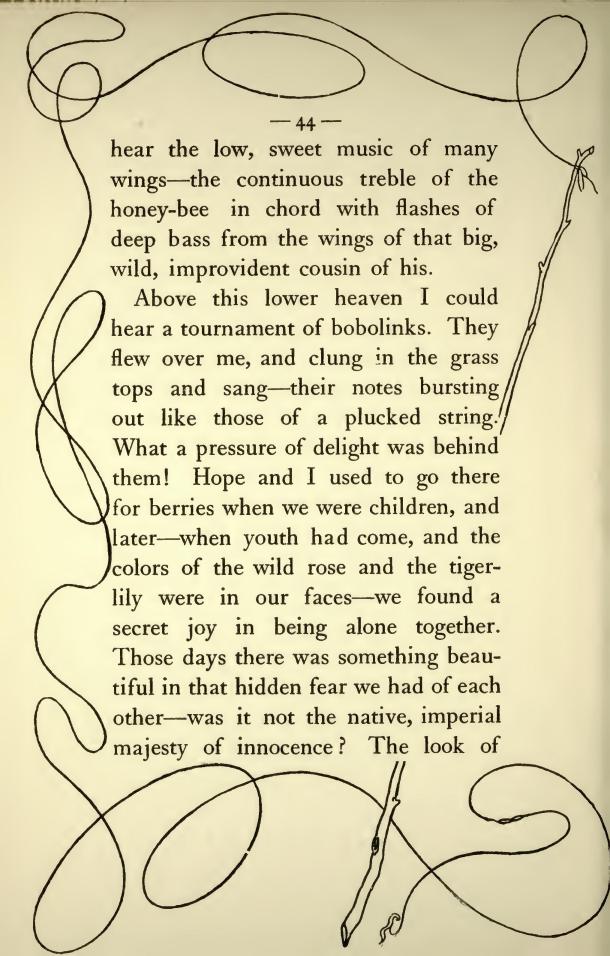 — 44 —
hear the low, sweet music of many
wings—the continuous treble of the
honey-bee in chord with flashes of
deep bass from the wings of that big,
wild, improvident cousin of his.
Above this lower heaven I could
hear a tournament of bobolinks. They
flew over me, and clung in the grass
tops and sang—their notes bursting
out like those of a plucked string.
What a pressure of delight was behind
them! Hope and I used to go there
for berries when we were children, and
later—when youth had come, and the
colors of the wild rose and the tiger-
lily were in our faces—we found a
secret joy in being alone together.
Those days there was something beau-
tiful in that hidden fear we had of each
other—was it not the native, imperial
majesty of innocence? The look of